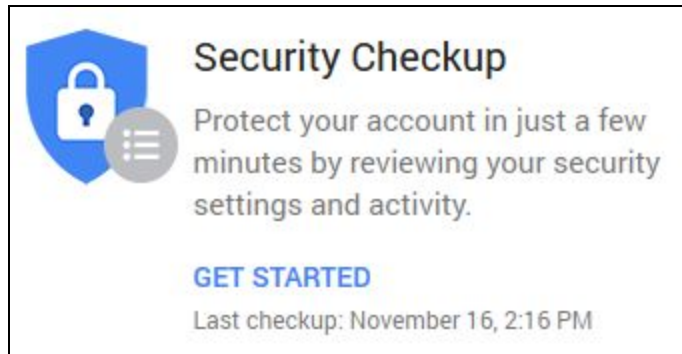 Security Checkup
Protect your account in just a few
minutes by reviewing your security
settings and activity.
GET STARTED
Last checkup: November 16, 2:16 PM